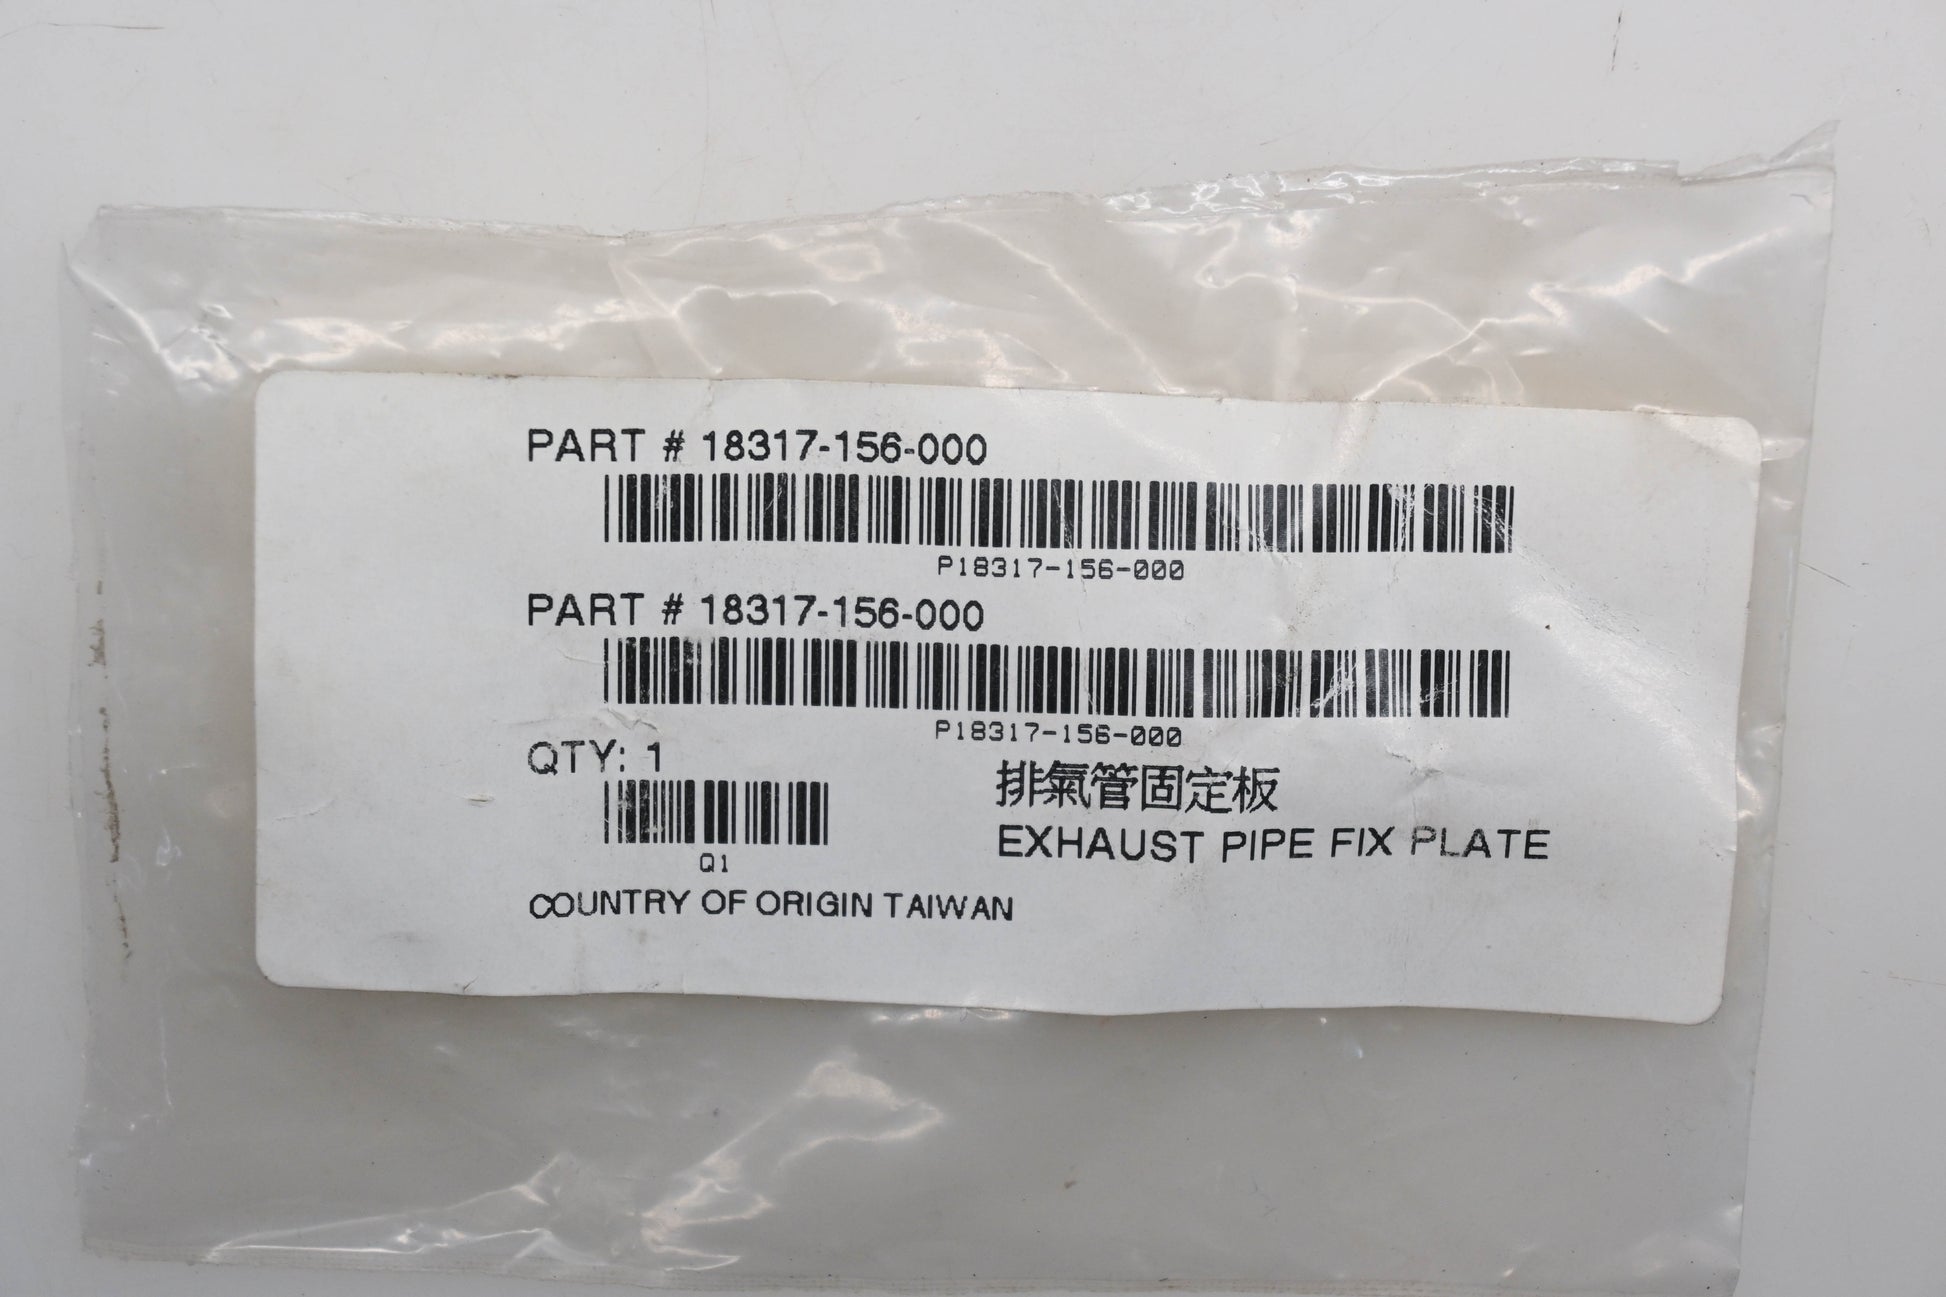 PART # 18317-156-000
P18317-156-000
PART # 18317-156-000
P18317-156-000
QTY: 1
Q1
排氣管固定板
EXHAUST PIPE FIX PLATE
COUNTRY OF ORIGIN TAIWAN